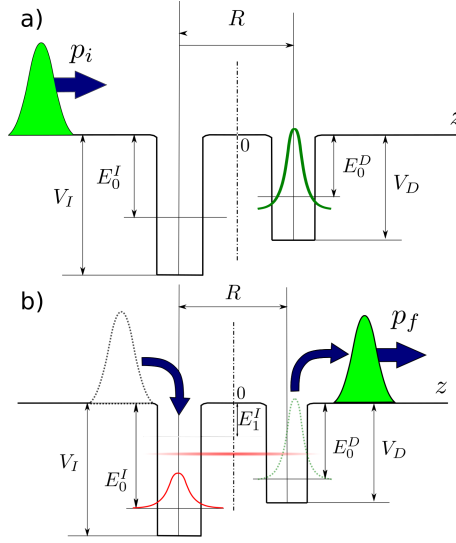 a)
R
p_i
z
0
E_0^I
E_0^D
V_I
V_D
b)
R
p_f
0
z
E_1^I
V_I
E_0^I
E_0^D
V_D